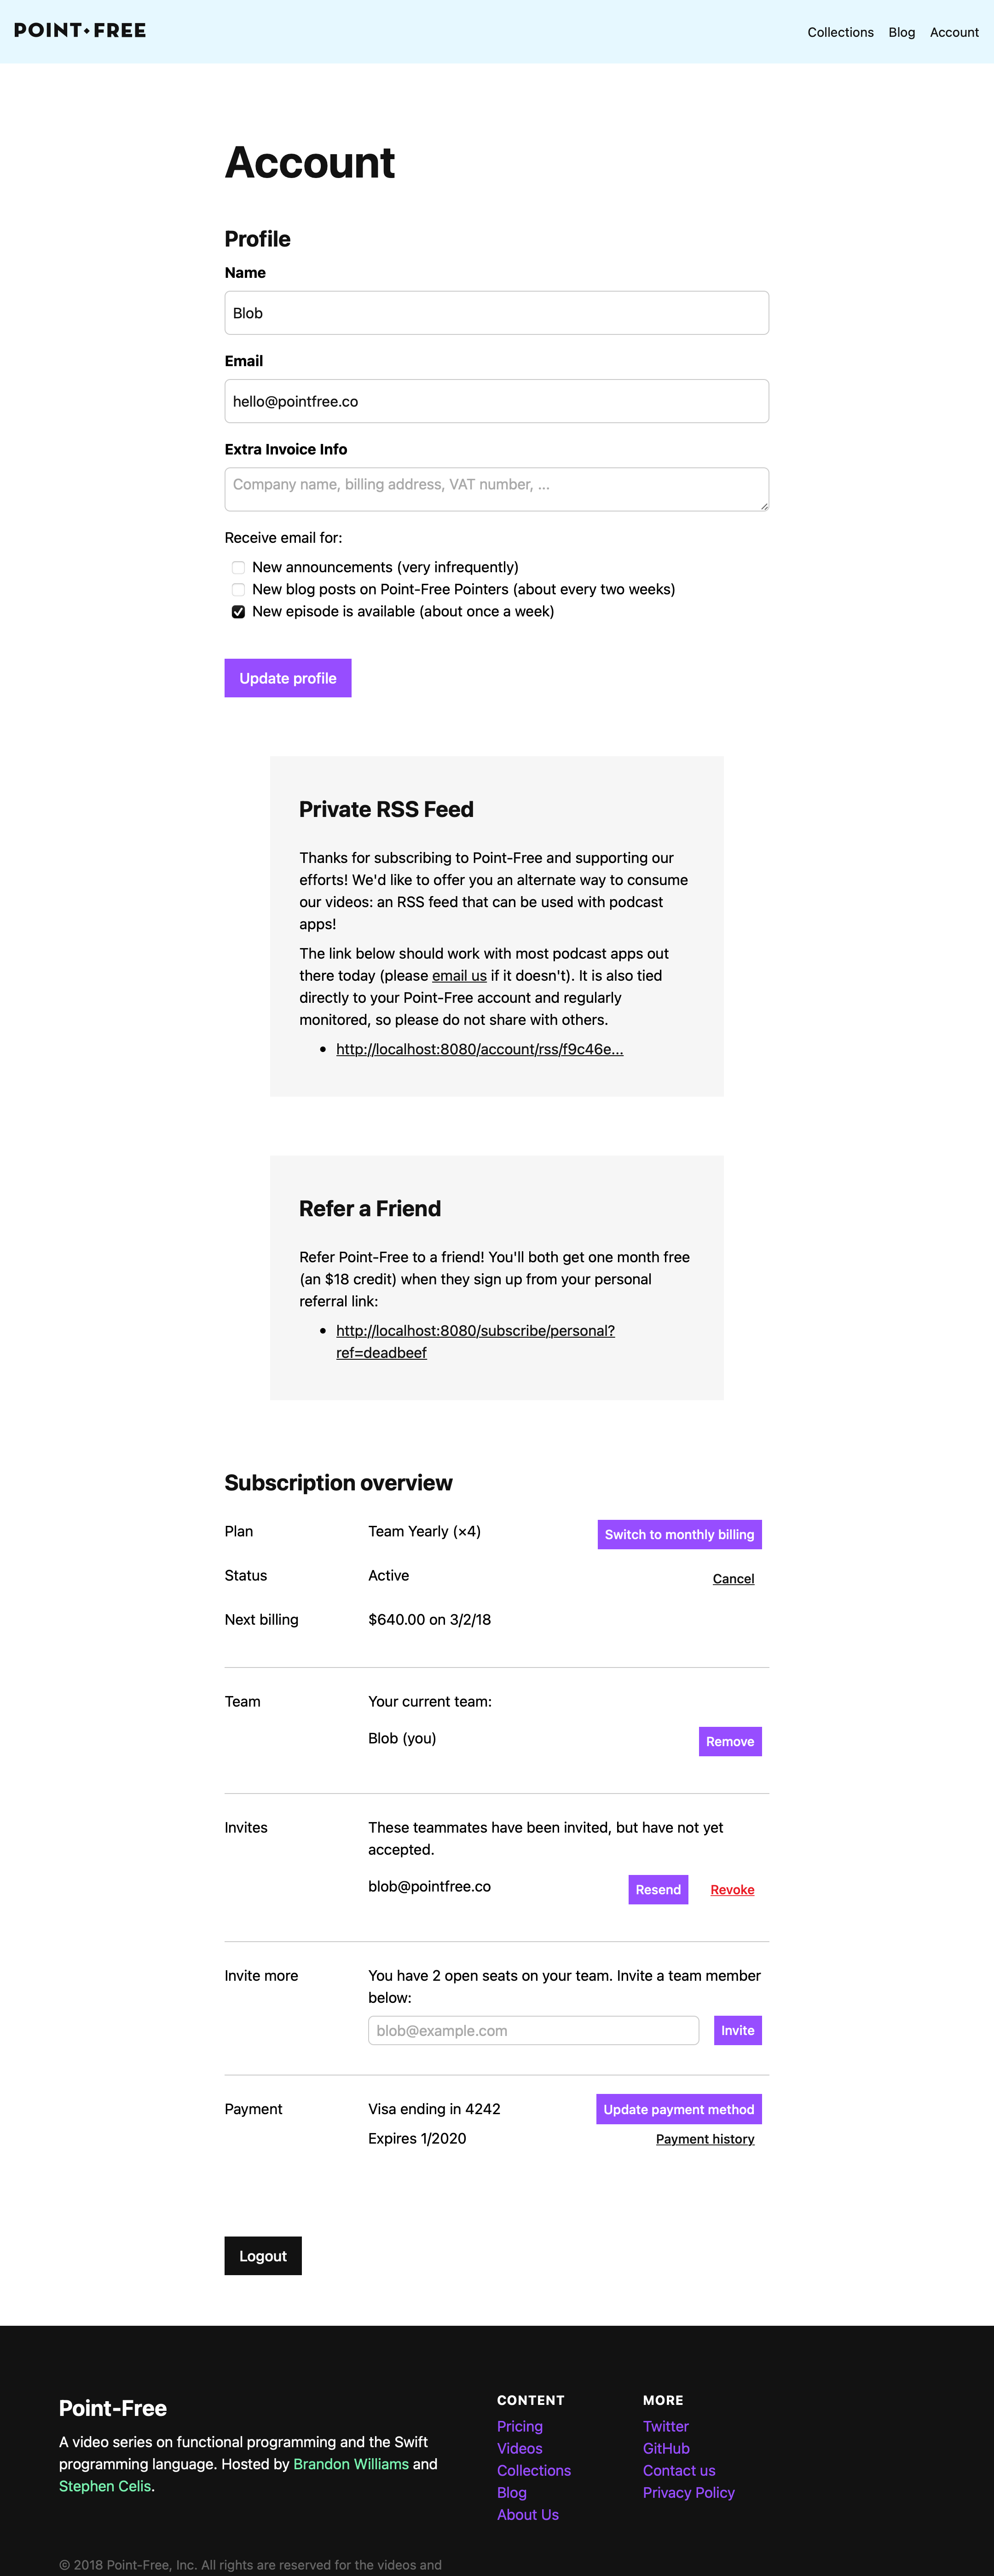 POINT•FREE
Collections Blog Account
Account
Profile
Name
Blob
Email
hello@pointfree.co
Extra Invoice Info
Company name, billing address, VAT number, ...
Receive email for:
New announcements (very infrequently)
New blog posts on Point-Free Pointers (about every two weeks)
New episode is available (about once a week)
Update profile
Private RSS Feed
Thanks for subscribing to Point-Free and supporting our
efforts! We'd like to offer you an alternate way to consume
our videos: an RSS feed that can be used with podcast
apps!
The link below should work with most podcast apps out
there today (please email us if it doesn't). It is also tied
directly to your Point-Free account and regularly
monitored, so please do not share with others.
• http://localhost:8080/account/rss/f9c46e...
Refer a Friend
Refer Point-Free to a friend! You'll both get one month free
(an $18 credit) when they sign up from your personal
referral link:
• http://localhost:8080/subscribe/personal?
ref=deadbeef
Subscription overview
Plan Team Yearly (×4) Switch to monthly billing
Status Active Cancel
Next billing $640.00 on 3/2/18
Team Your current team:
Blob (you) Remove
Invites These teammates have been invited, but have not yet
accepted.
blob@pointfree.co Resend Revoke
Invite more You have 2 open seats on your team. Invite a team member
below:
blob@example.com Invite
Payment Visa ending in 4242 Update payment method
Expires 1/2020 Payment history
Logout
Point-Free
A video series on functional programming and the Swift
programming language. Hosted by Brandon Williams and
Stephen Celis.
CONTENT
Pricing
Videos
Collections
Blog
About Us
MORE
Twitter
GitHub
Contact us
Privacy Policy
© 2018 Point-Free, Inc. All rights are reserved for the videos and